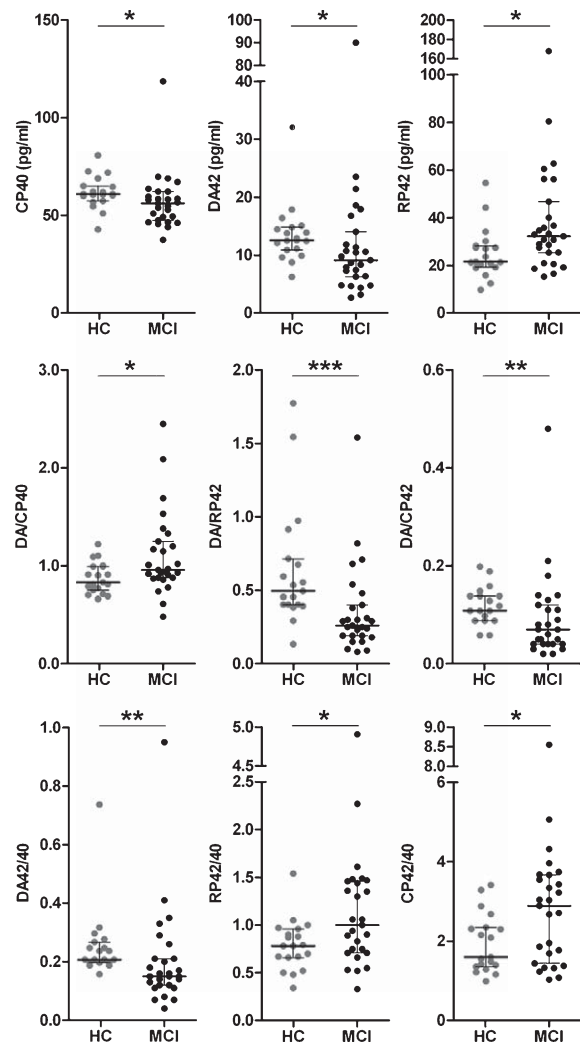 * * *
CP40 (pg/ml) 150 100 50 0 HC MCI
DA42 (pg/ml) 100 90 80 40 30 20 10 0 HC MCI
RP42 (pg/ml) 200 180 160 100 80 60 40 20 0 HC MCI
* *** **
DA/CP40 3.0 2.0 1.0 0.0 HC MCI
DA/RP42 2.0 1.5 1.0 0.5 0.0 HC MCI
DA/CP42 0.6 0.4 0.2 0.0 HC MCI
** * *
DA42/40 1.0 0.8 0.6 0.4 0.2 0.0 HC MCI
RP42/40 5.0 4.5 2.5 2.0 1.5 1.0 0.5 0.0 HC MCI
CP42/40 9.0 8.5 8.0 6 4 2 0 HC MCI